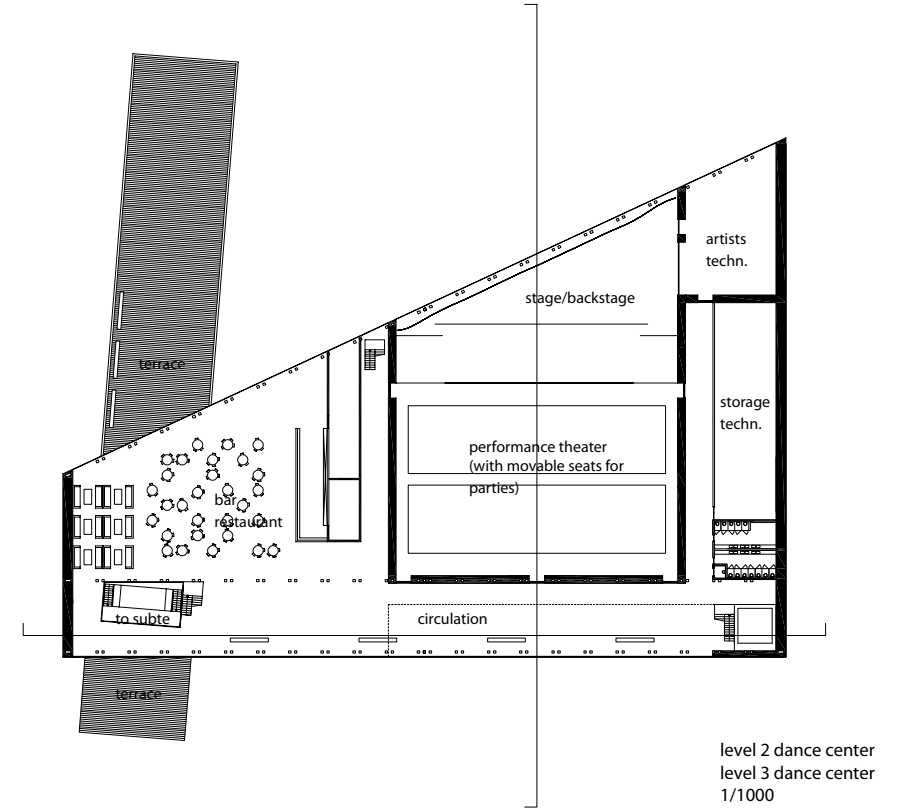 artists
techn.
stage/backstage
terrace
storage
techn.
performance theater
(with movable seats for
parties)
bar
restaurant
to subte
circulation
terrace
level 2 dance center
level 3 dance center
1/1000